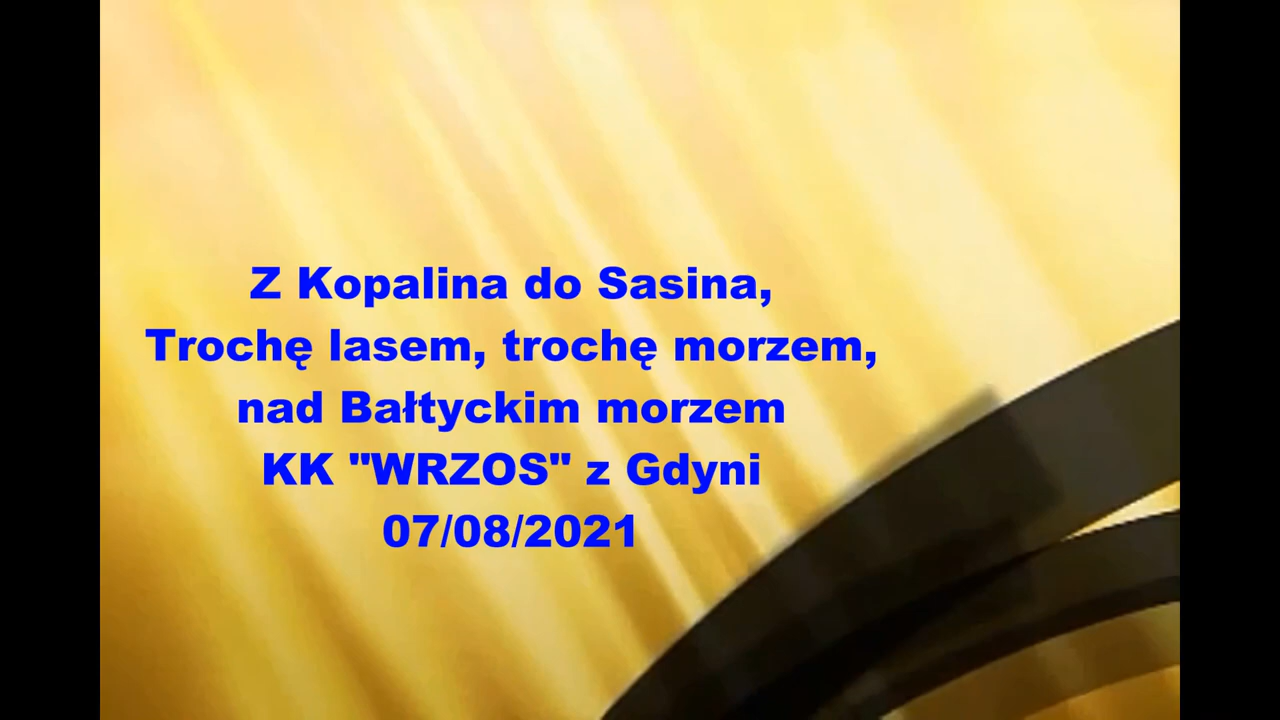 Z Kopalina do Sasina,
Trochę lasem, trochę morzem,
nad Bałtyckim morzem
KK "WRZOS" z Gdyni
07/08/2021